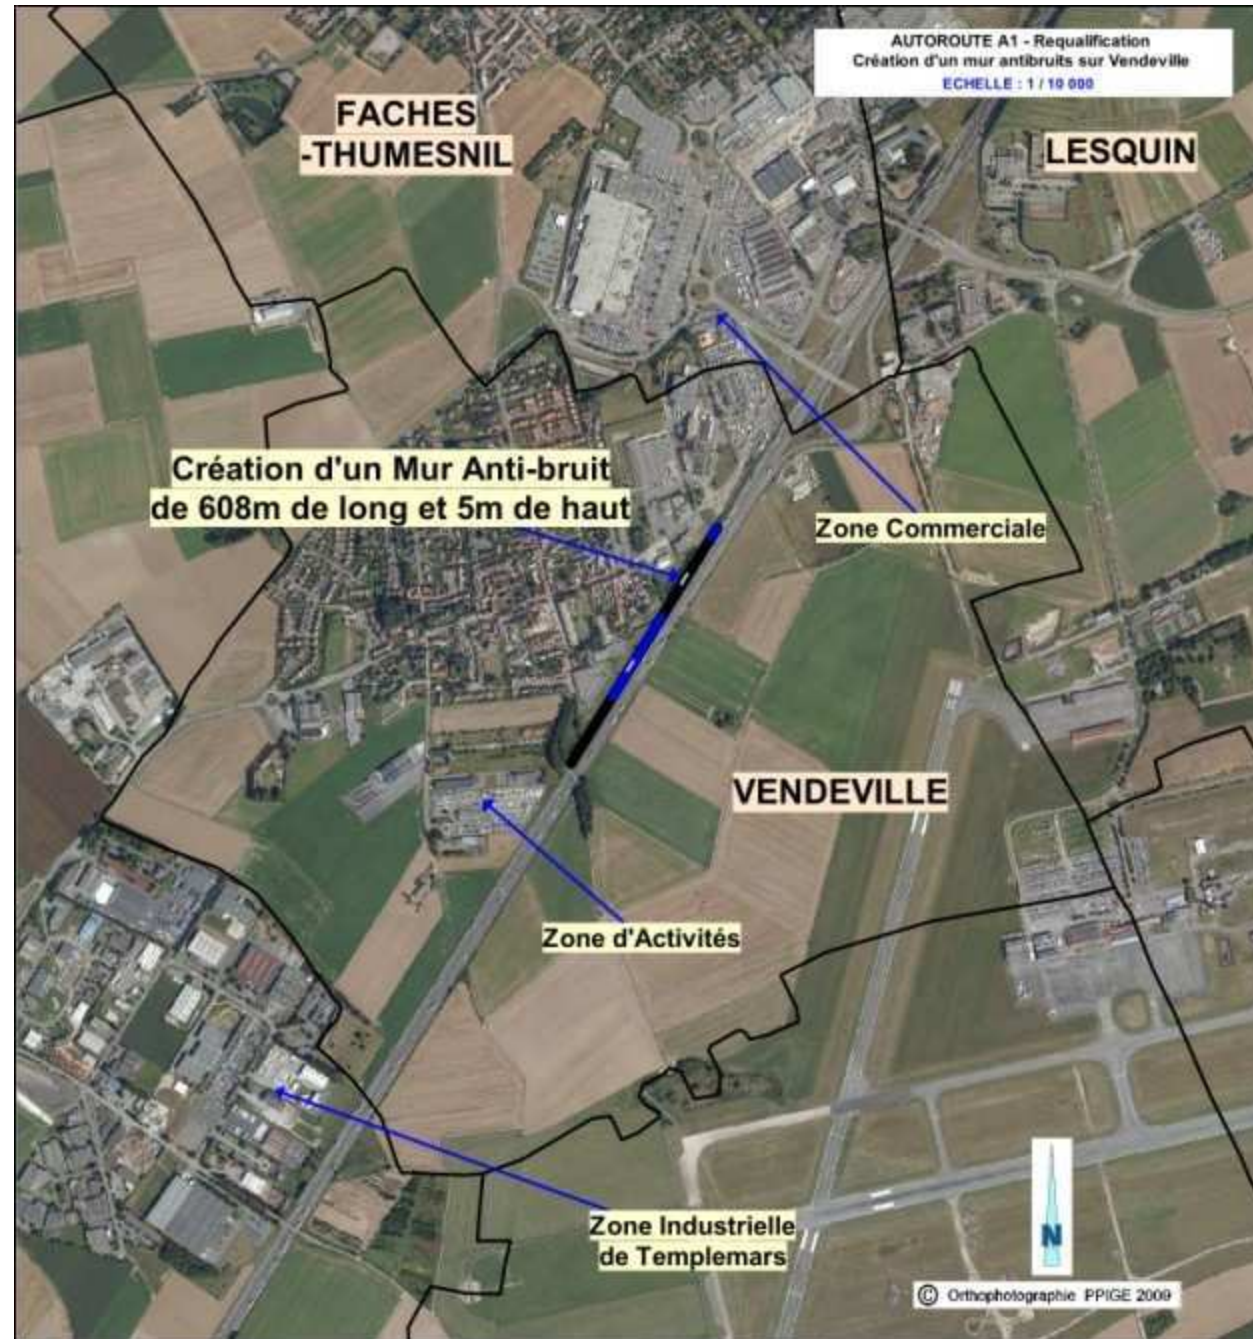 AUTOROUTE A1 - Requalification
Création d'un mur antibruits sur Vendeville
ECHELLE : 1 / 10 000
FACHES
-THUMESNIL
LESQUIN
Création d'un Mur Anti-bruit
de 608m de long et 5m de haut
Zone Commerciale
VENDEVILLE
Zone d'Activités
Zone Industrielle
de Templemars
N
© Orthophotographie PPIGE 2009